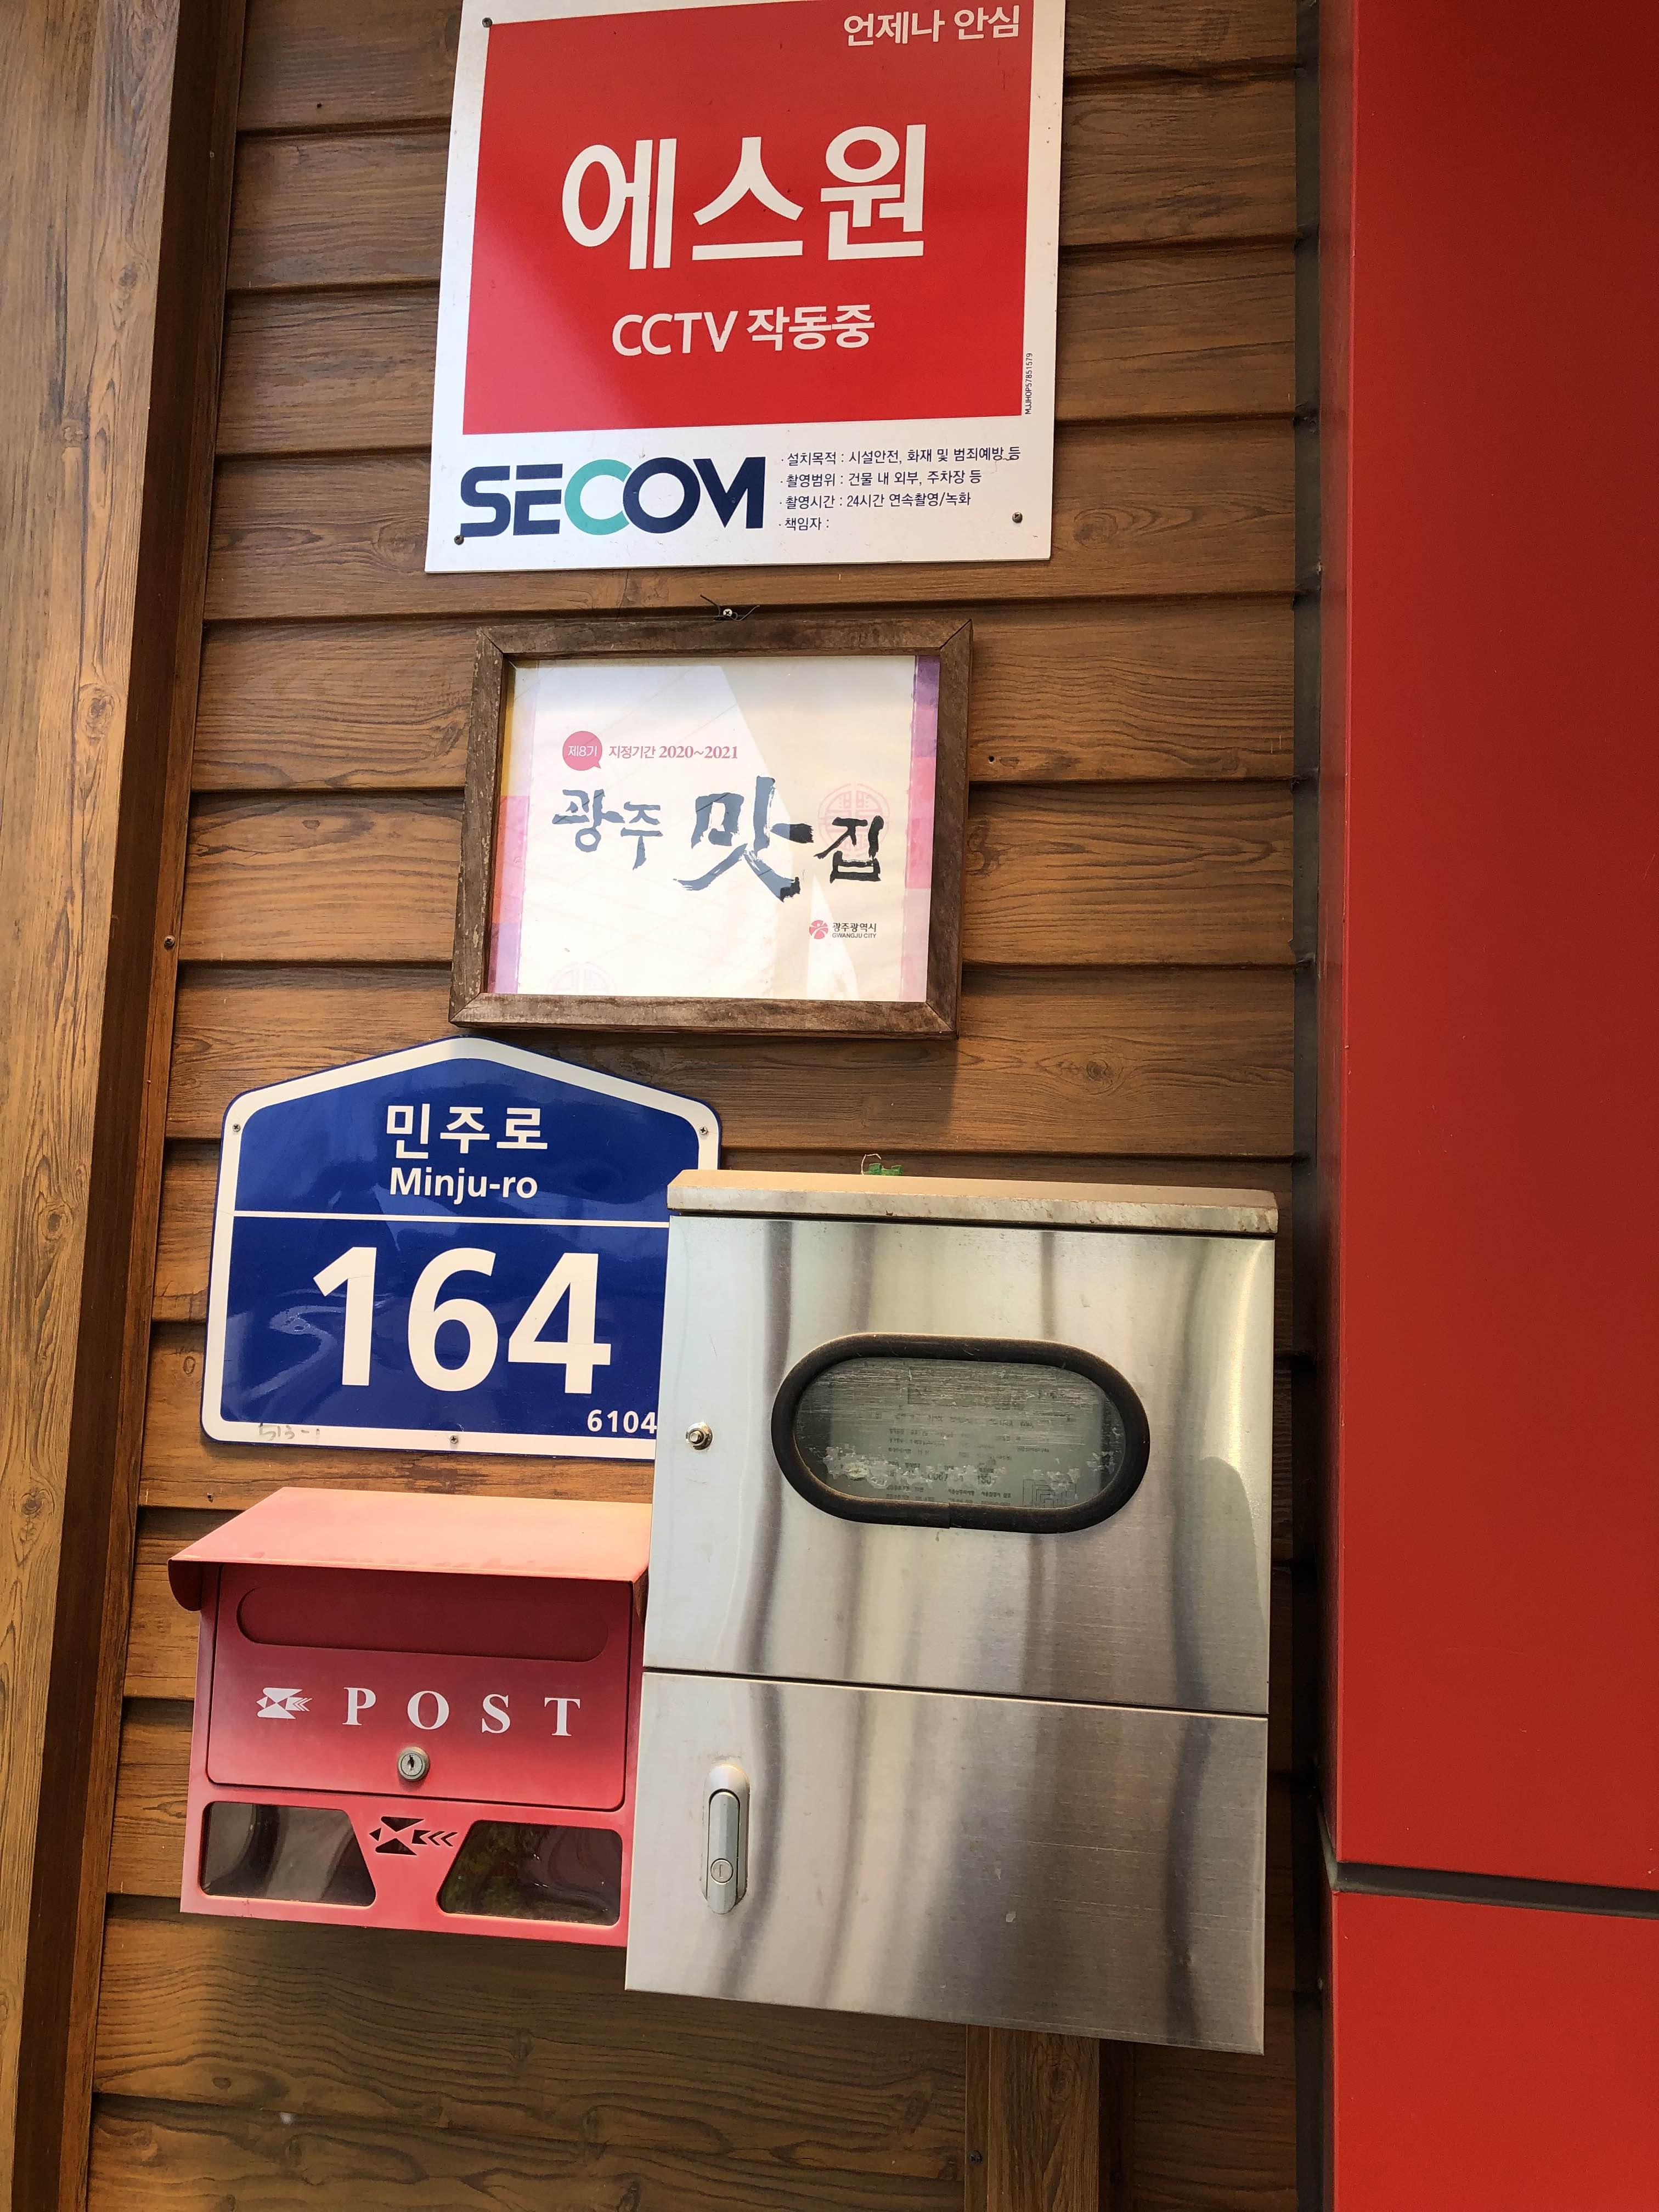 언제나 안심
에스원
CCTV 작동중
MJJHOP57851579
SECOM
· 설치목적 : 시설안전, 화재 및 범죄예방 등
· 촬영범위 : 건물 내 외부, 주차장 등
· 촬영시간 : 24시간 연속촬영/녹화
· 책임자 :
제8기 지정기간 2020~2021
광주 맛집
광주광역시
GWANGJU CITY
민주로
Minju-ro
164
6104
513-1
POST